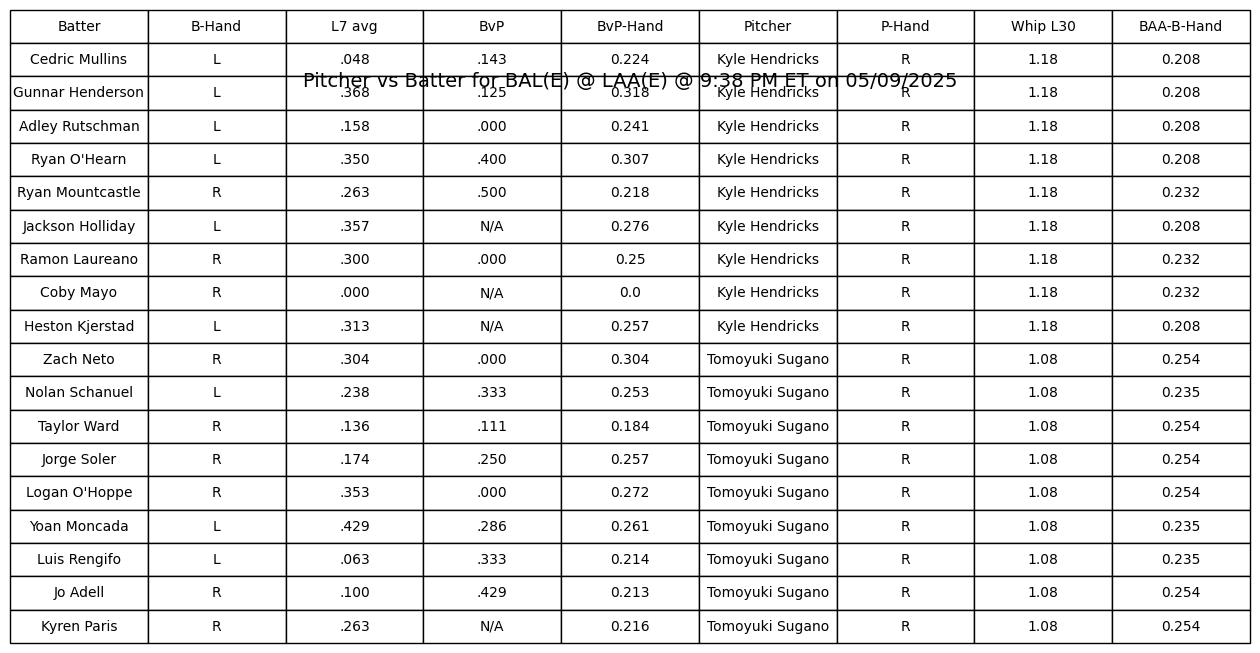 Batter B-Hand L7 avg BvP BvP-Hand Pitcher P-Hand Whip L30 BAA-B-Hand
Cedric Mullins L .048 .143 0.224 Kyle Hendricks R 1.18 0.208
Pitcher vs Batter for BAL(E) @ LAA(E) @ 9:38 PM ET on 05/09/2025
Gunnar Henderson L .368 .125 0.318 Kyle Hendricks R 1.18 0.208
Adley Rutschman L .158 .000 0.241 Kyle Hendricks R 1.18 0.208
Ryan O'Hearn L .350 .400 0.307 Kyle Hendricks R 1.18 0.208
Ryan Mountcastle R .263 .500 0.218 Kyle Hendricks R 1.18 0.232
Jackson Holliday L .357 N/A 0.276 Kyle Hendricks R 1.18 0.208
Ramon Laureano R .300 .000 0.25 Kyle Hendricks R 1.18 0.232
Coby Mayo R .000 N/A 0.0 Kyle Hendricks R 1.18 0.232
Heston Kjerstad L .313 N/A 0.257 Kyle Hendricks R 1.18 0.208
Zach Neto R .304 .000 0.304 Tomoyuki Sugano R 1.08 0.254
Nolan Schanuel L .238 .333 0.253 Tomoyuki Sugano R 1.08 0.235
Taylor Ward R .136 .111 0.184 Tomoyuki Sugano R 1.08 0.254
Jorge Soler R .174 .250 0.257 Tomoyuki Sugano R 1.08 0.254
Logan O'Hoppe R .353 .000 0.272 Tomoyuki Sugano R 1.08 0.254
Yoan Moncada L .429 .286 0.261 Tomoyuki Sugano R 1.08 0.235
Luis Rengifo L .063 .333 0.214 Tomoyuki Sugano R 1.08 0.235
Jo Adell R .100 .429 0.213 Tomoyuki Sugano R 1.08 0.254
Kyren Paris R .263 N/A 0.216 Tomoyuki Sugano R 1.08 0.254